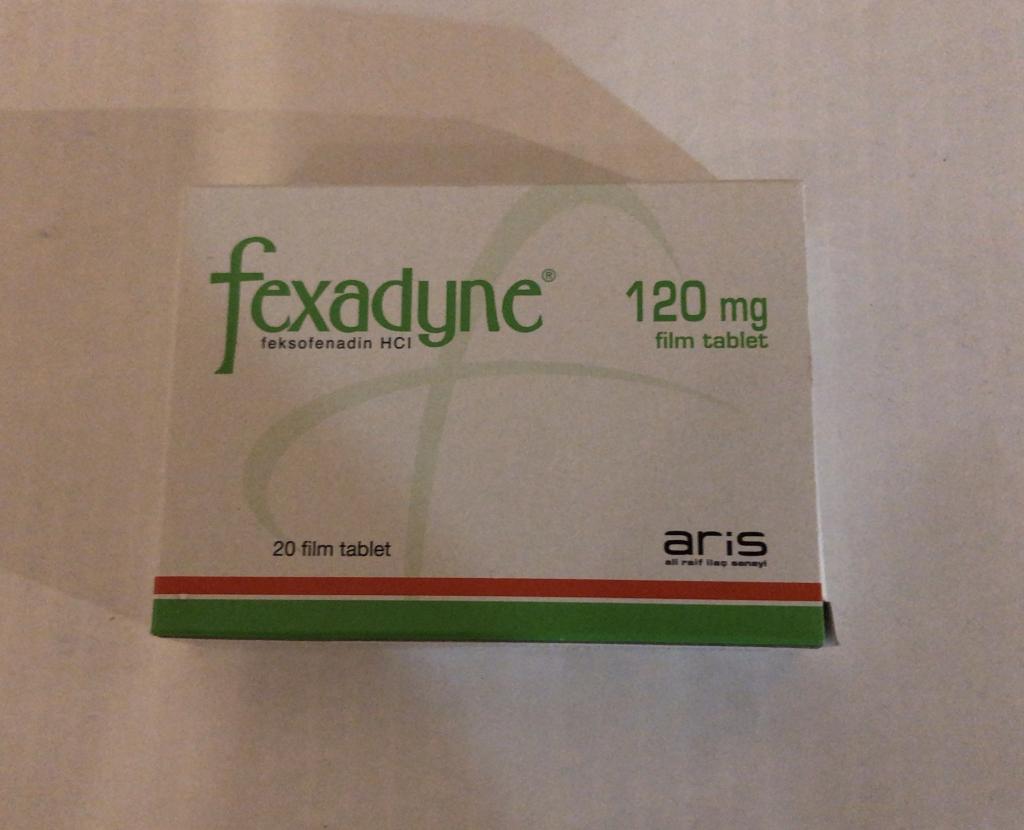 fexadyne®
feksofenadin HCl
120 mg
film tablet
20 film tablet
aris
ali raif ilaç sanayi